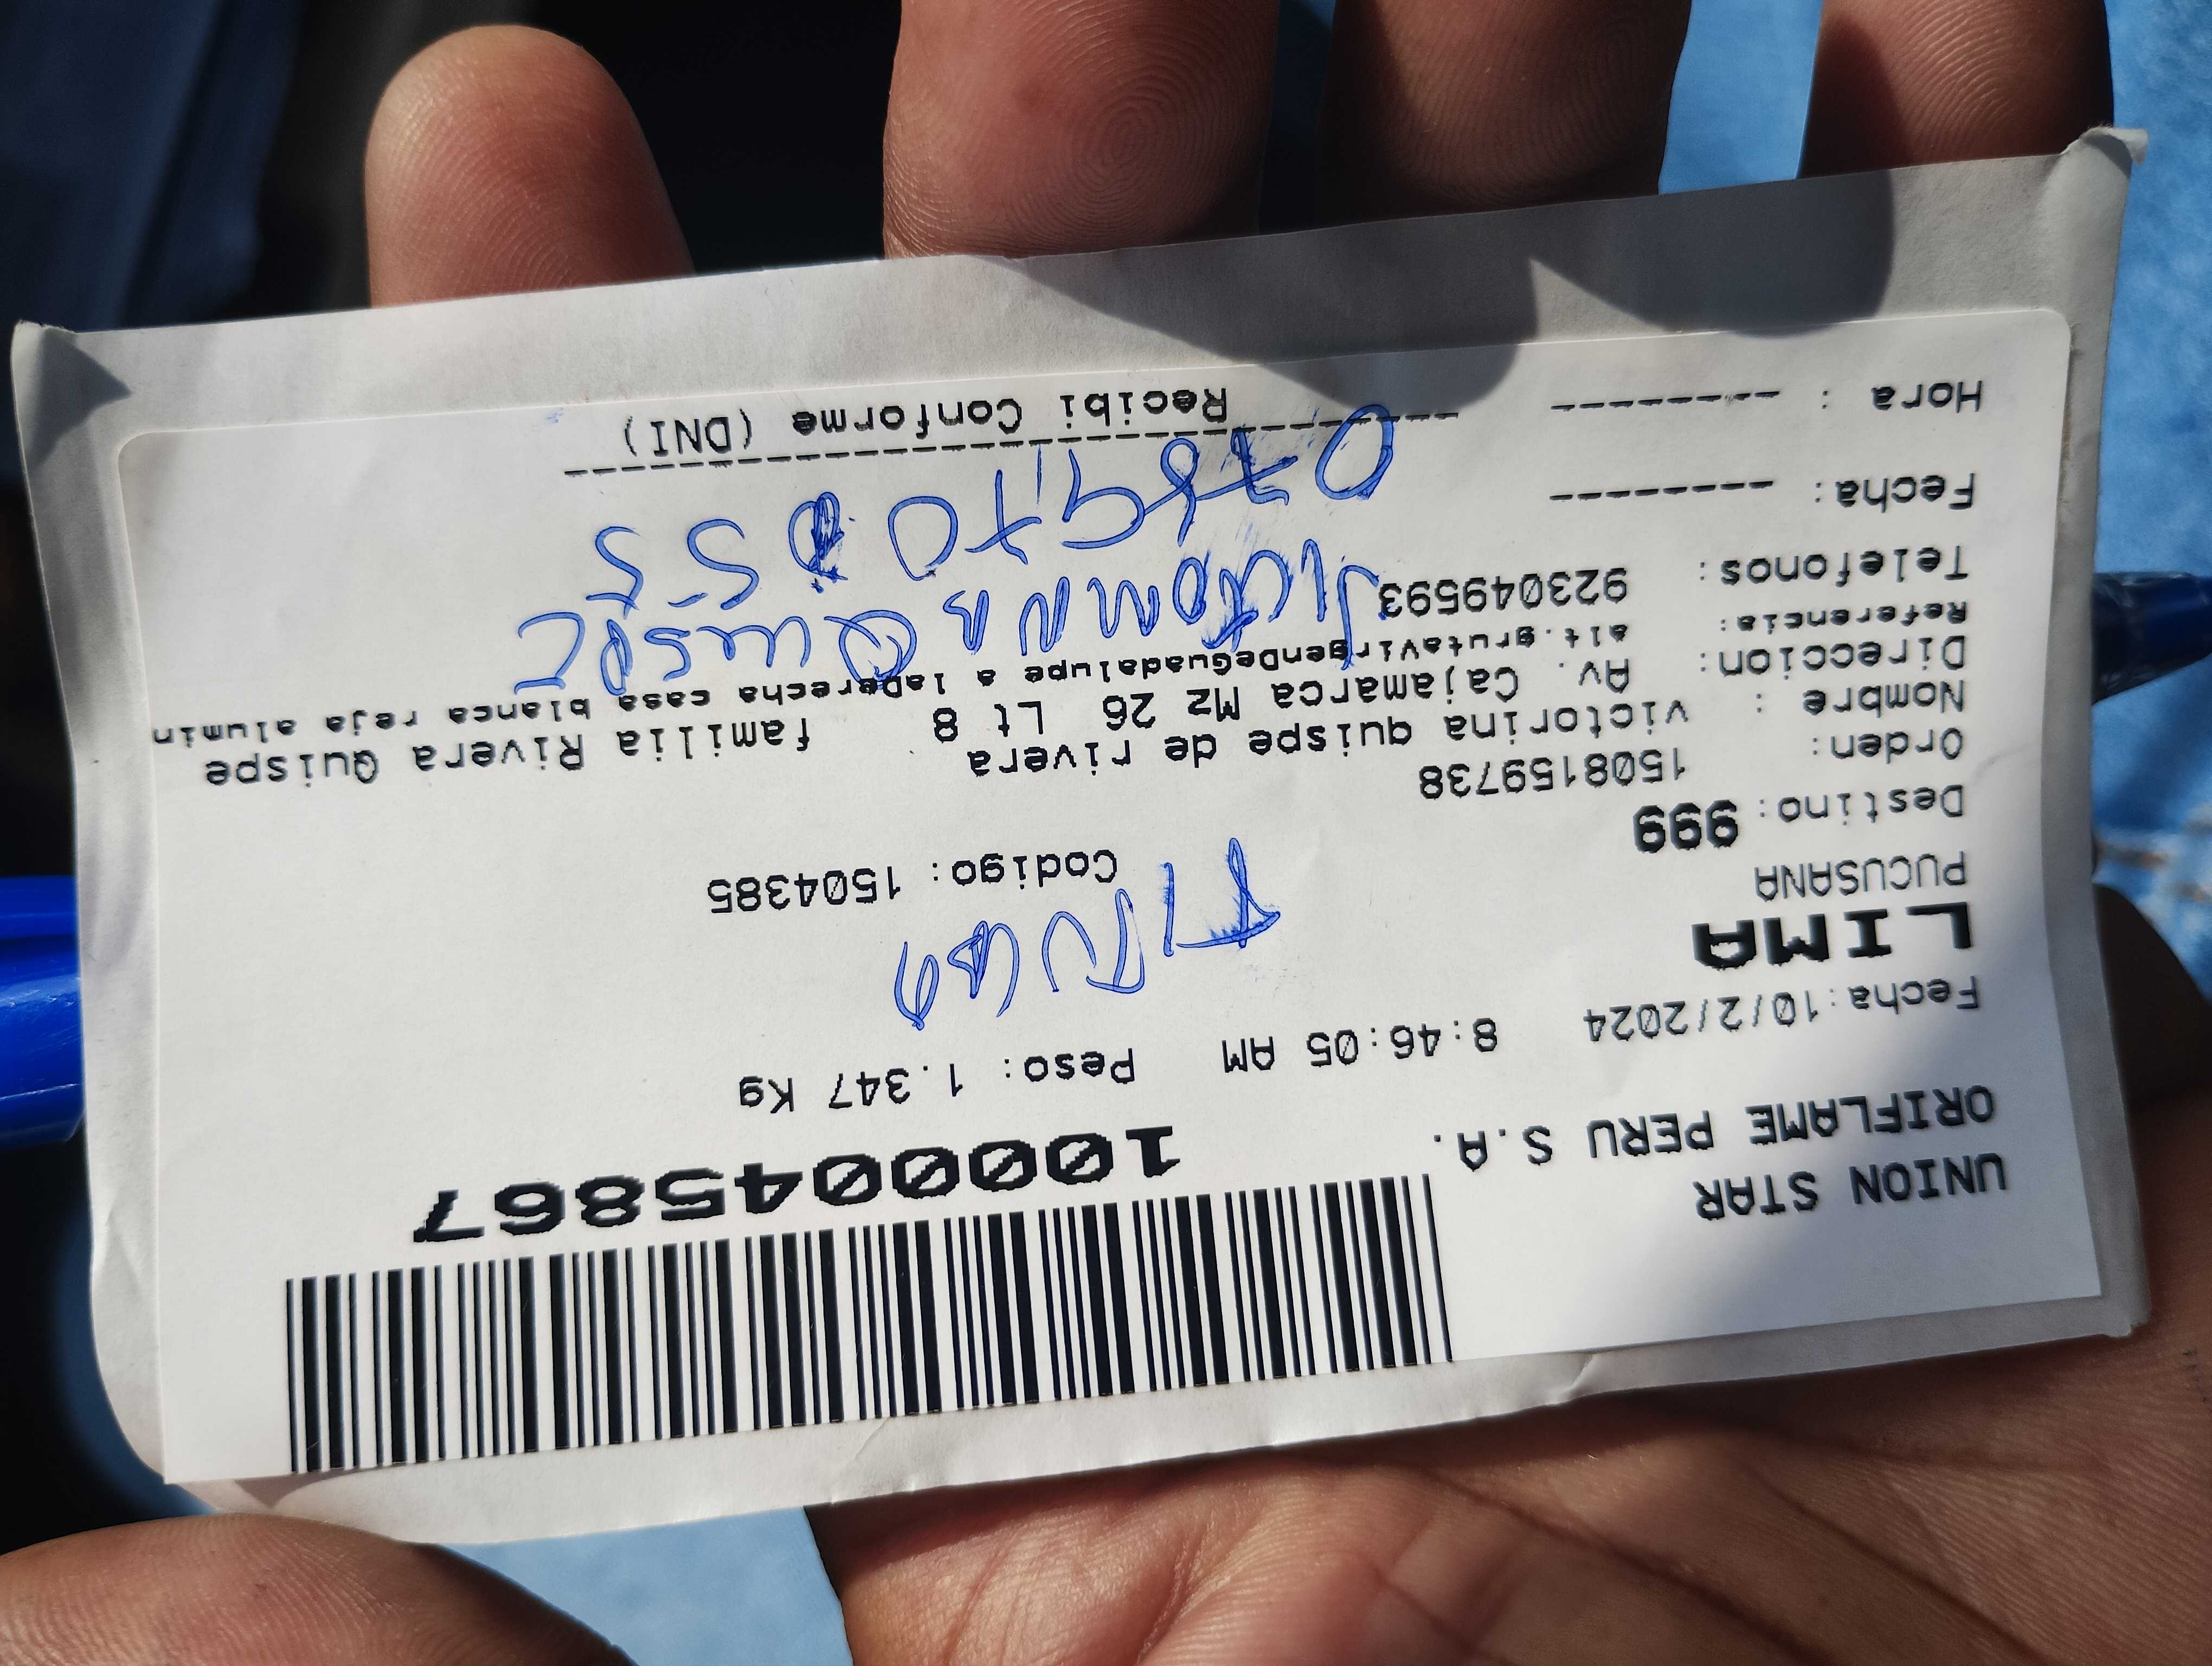 UNION STAR
ORIFLAME PERU S.A.
1000045867
Fecha:10/2/2024 8:46:05 AM Peso: 1.347 Kg
LIMA
PUCUSANA
Destino: 999 Codigo: 1504385
Orden: 1508159738
Nombre : victorina quispe de rivera familia Rivera Quispe
Direccion: Av. Cajamarca Mz 26 Lt 8
Referencia: alt.grutaVirgenDeGuadalupe a laDerecha casa blanca reja alumin
Telefonos: 923049593
QUISPE
Fecha: --------
Hora : --------
Recibi Conforme (DNI)